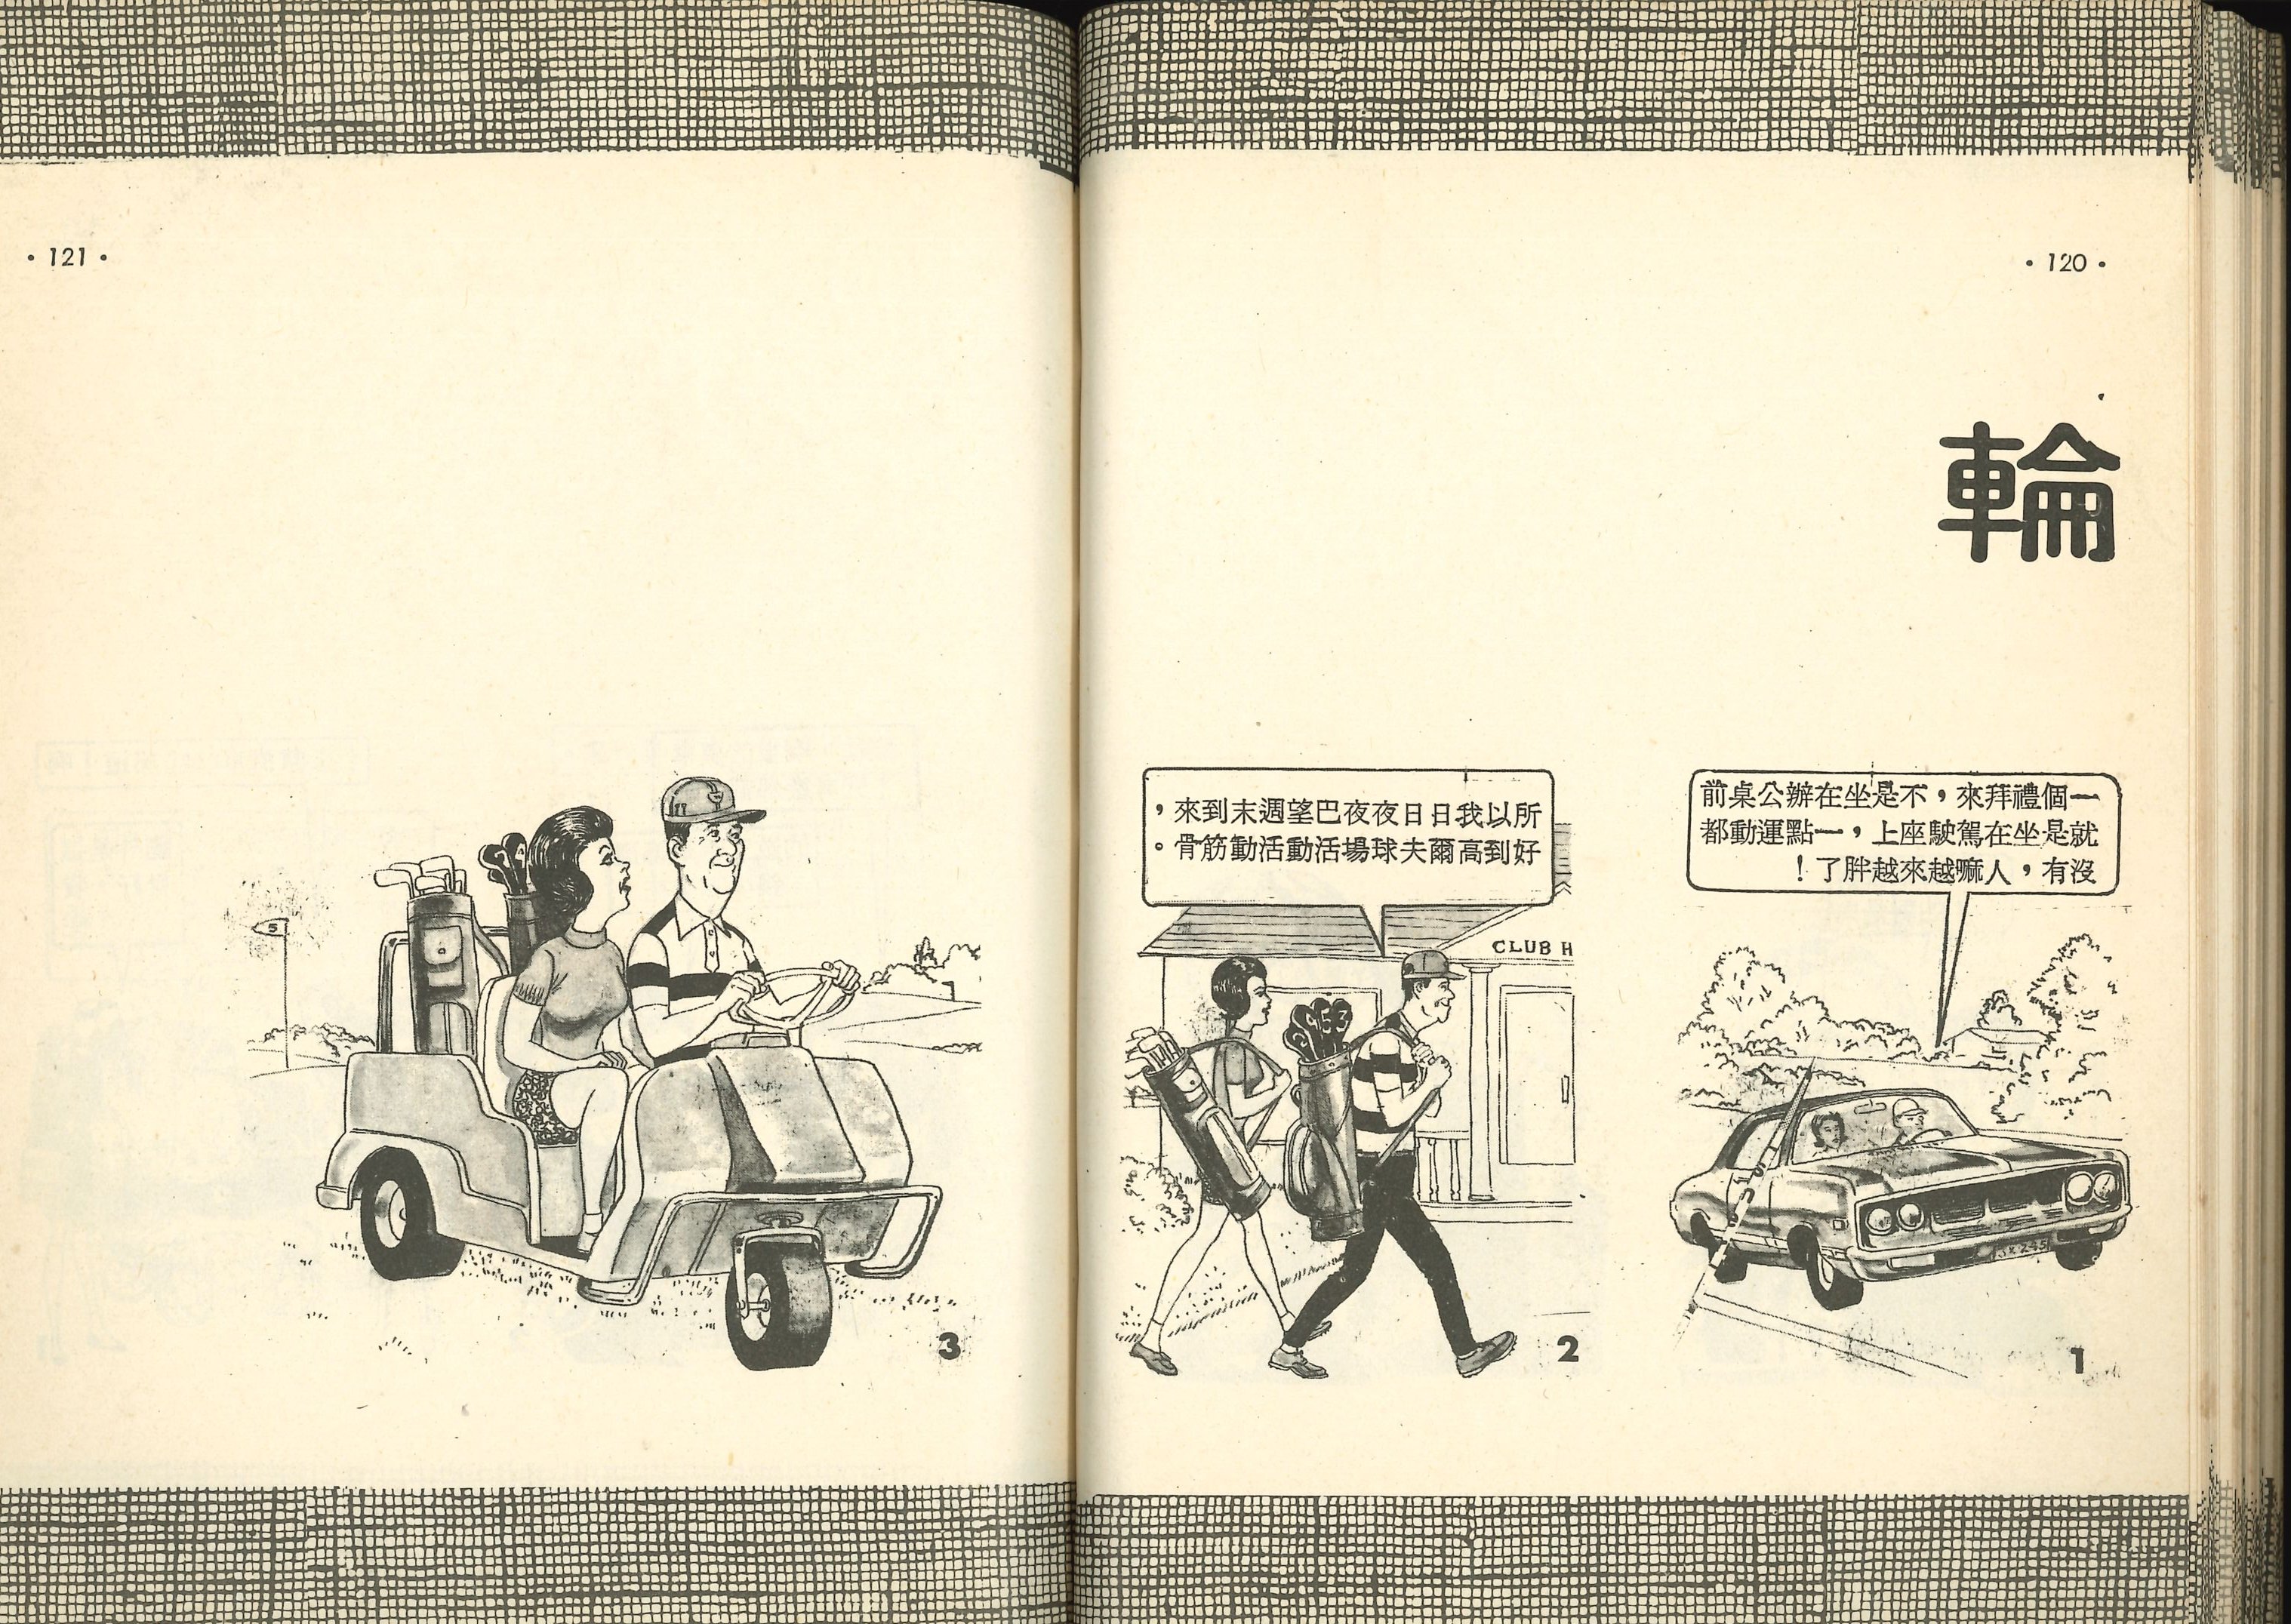 ・120・
輪
一個禮拜來，不是坐在辦公桌前
就是坐在駕駛座上，一點運動都
沒有，人嘛越來越胖了！
1
所以我日日夜夜巴望週末到來，
好到高爾夫球場活動活動筋骨。
CLUB H
2
・121・
5
3